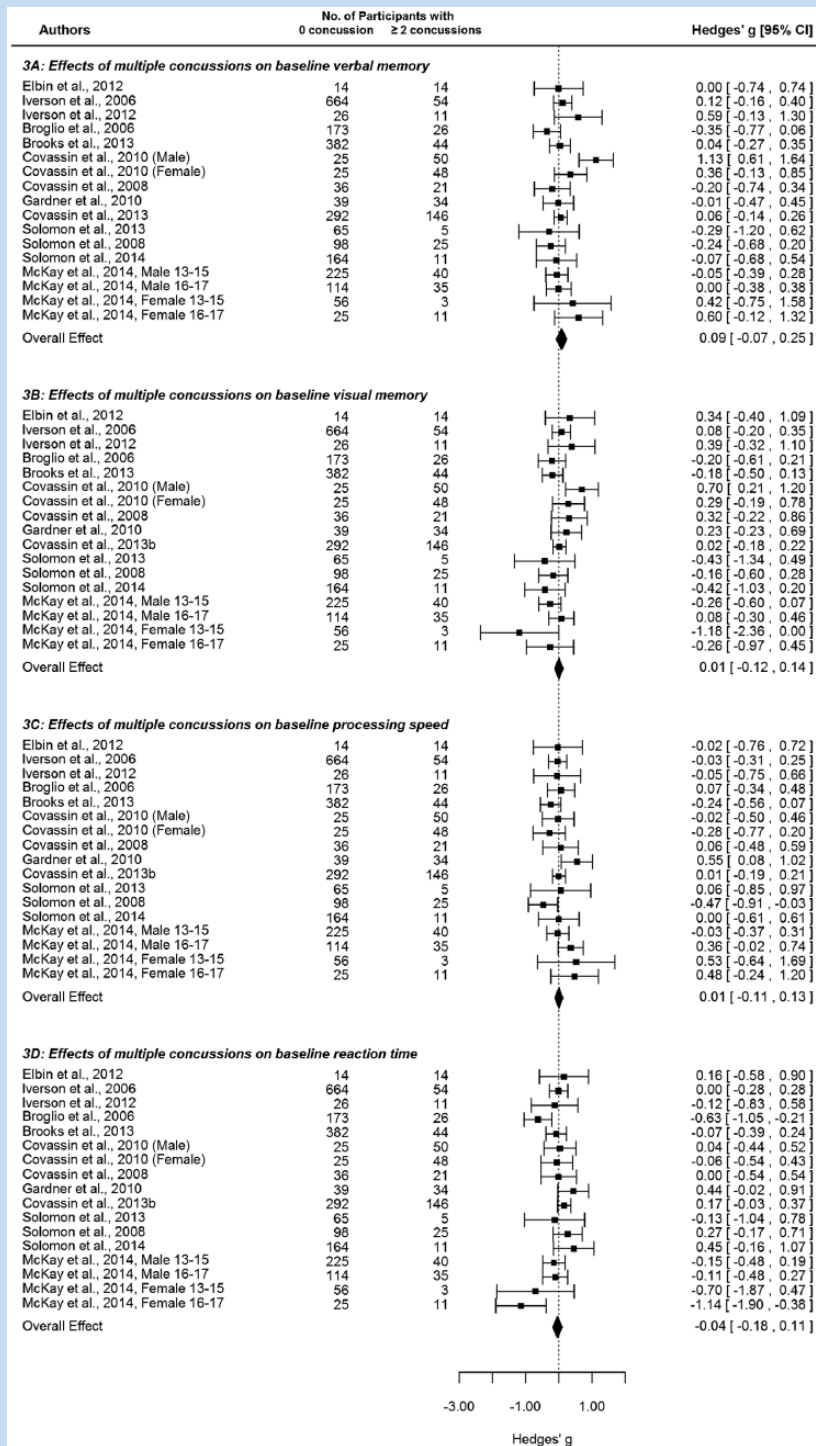 No. of Participants with
Authors 0 concussion ≥ 2 concussions Hedges' g [95% CI]
3A: Effects of multiple concussions on baseline verbal memory
Elbin et al., 2012 14 14 0.00 [ -0.74 , 0.74 ]
Iverson et al., 2006 664 54 0.12 [ -0.16 , 0.40 ]
Iverson et al., 2012 26 11 0.59 [ -0.13 , 1.30 ]
Broglio et al., 2006 173 26 -0.35 [ -0.77 , 0.06 ]
Brooks et al., 2013 382 44 0.04 [ -0.27 , 0.35 ]
Covassin et al., 2010 (Male) 25 50 1.13 [ 0.61 , 1.64 ]
Covassin et al., 2010 (Female) 25 48 0.36 [ -0.13 , 0.85 ]
Covassin et al., 2008 36 21 -0.20 [ -0.74 , 0.34 ]
Gardner et al., 2010 39 34 -0.01 [ -0.47 , 0.45 ]
Covassin et al., 2013 292 146 0.06 [ -0.14 , 0.26 ]
Solomon et al., 2013 65 5 -0.29 [ -1.20 , 0.62 ]
Solomon et al., 2008 98 25 -0.24 [ -0.68 , 0.20 ]
Solomon et al., 2014 164 11 -0.07 [ -0.68 , 0.54 ]
McKay et al., 2014, Male 13-15 225 40 -0.05 [ -0.39 , 0.28 ]
McKay et al., 2014, Male 16-17 114 35 0.00 [ -0.38 , 0.38 ]
McKay et al., 2014, Female 13-15 56 3 0.42 [ -0.75 , 1.58 ]
McKay et al., 2014, Female 16-17 25 11 0.60 [ -0.12 , 1.32 ]
Overall Effect 0.09 [ -0.07 , 0.25 ]
3B: Effects of multiple concussions on baseline visual memory
Elbin et al., 2012 14 14 0.34 [ -0.40 , 1.09 ]
Iverson et al., 2006 664 54 0.08 [ -0.20 , 0.35 ]
Iverson et al., 2012 26 11 0.39 [ -0.32 , 1.10 ]
Broglio et al., 2006 173 26 -0.20 [ -0.61 , 0.21 ]
Brooks et al., 2013 382 44 -0.18 [ -0.50 , 0.13 ]
Covassin et al., 2010 (Male) 25 50 0.70 [ 0.21 , 1.20 ]
Covassin et al., 2010 (Female) 25 48 0.29 [ -0.19 , 0.78 ]
Covassin et al., 2008 36 21 0.32 [ -0.22 , 0.86 ]
Gardner et al., 2010 39 34 0.23 [ -0.23 , 0.69 ]
Covassin et al., 2013b 292 146 0.02 [ -0.18 , 0.22 ]
Solomon et al., 2013 65 5 -0.43 [ -1.34 , 0.49 ]
Solomon et al., 2008 98 25 -0.16 [ -0.60 , 0.28 ]
Solomon et al., 2014 164 11 -0.42 [ -1.03 , 0.20 ]
McKay et al., 2014, Male 13-15 225 40 -0.26 [ -0.60 , 0.07 ]
McKay et al., 2014, Male 16-17 114 35 0.08 [ -0.30 , 0.46 ]
McKay et al., 2014, Female 13-15 56 3 -1.18 [ -2.36 , 0.00 ]
McKay et al., 2014, Female 16-17 25 11 -0.26 [ -0.97 , 0.45 ]
Overall Effect 0.01 [ -0.12 , 0.14 ]
3C: Effects of multiple concussions on baseline processing speed
Elbin et al., 2012 14 14 -0.02 [ -0.76 , 0.72 ]
Iverson et al., 2006 664 54 -0.03 [ -0.31 , 0.25 ]
Iverson et al., 2012 26 11 -0.05 [ -0.75 , 0.66 ]
Broglio et al., 2006 173 26 0.07 [ -0.34 , 0.48 ]
Brooks et al., 2013 382 44 -0.24 [ -0.56 , 0.07 ]
Covassin et al., 2010 (Male) 25 50 -0.02 [ -0.50 , 0.46 ]
Covassin et al., 2010 (Female) 25 48 -0.28 [ -0.77 , 0.20 ]
Covassin et al., 2008 36 21 0.06 [ -0.48 , 0.59 ]
Gardner et al., 2010 39 34 0.55 [ 0.08 , 1.02 ]
Covassin et al., 2013b 292 146 0.01 [ -0.19 , 0.21 ]
Solomon et al., 2013 65 5 0.06 [ -0.85 , 0.97 ]
Solomon et al., 2008 98 25 -0.47 [ -0.91 , -0.03 ]
Solomon et al., 2014 164 11 0.00 [ -0.61 , 0.61 ]
McKay et al., 2014, Male 13-15 225 40 -0.03 [ -0.37 , 0.31 ]
McKay et al., 2014, Male 16-17 114 35 0.36 [ -0.02 , 0.74 ]
McKay et al., 2014, Female 13-15 56 3 0.53 [ -0.64 , 1.69 ]
McKay et al., 2014, Female 16-17 25 11 0.48 [ -0.24 , 1.20 ]
Overall Effect 0.01 [ -0.11 , 0.13 ]
3D: Effects of multiple concussions on baseline reaction time
Elbin et al., 2012 14 14 0.16 [ -0.58 , 0.90 ]
Iverson et al., 2006 664 54 0.00 [ -0.28 , 0.28 ]
Iverson et al., 2012 26 11 -0.12 [ -0.83 , 0.58 ]
Broglio et al., 2006 173 26 -0.63 [ -1.05 , -0.21 ]
Brooks et al., 2013 382 44 -0.07 [ -0.39 , 0.24 ]
Covassin et al., 2010 (Male) 25 50 0.04 [ -0.44 , 0.52 ]
Covassin et al., 2010 (Female) 25 48 -0.06 [ -0.54 , 0.43 ]
Covassin et al., 2008 36 21 0.00 [ -0.54 , 0.54 ]
Gardner et al., 2010 39 34 0.44 [ -0.02 , 0.91 ]
Covassin et al., 2013b 292 146 0.17 [ -0.03 , 0.37 ]
Solomon et al., 2013 65 5 -0.13 [ -1.04 , 0.78 ]
Solomon et al., 2008 98 25 0.27 [ -0.17 , 0.71 ]
Solomon et al., 2014 164 11 0.45 [ -0.16 , 1.07 ]
McKay et al., 2014, Male 13-15 225 40 -0.15 [ -0.48 , 0.19 ]
McKay et al., 2014, Male 16-17 114 35 -0.11 [ -0.48 , 0.27 ]
McKay et al., 2014, Female 13-15 56 3 -0.70 [ -1.87 , 0.47 ]
McKay et al., 2014, Female 16-17 25 11 -1.14 [ -1.90 , -0.38 ]
Overall Effect -0.04 [ -0.18 , 0.11 ]
-3.00 -1.00 1.00
Hedges' g